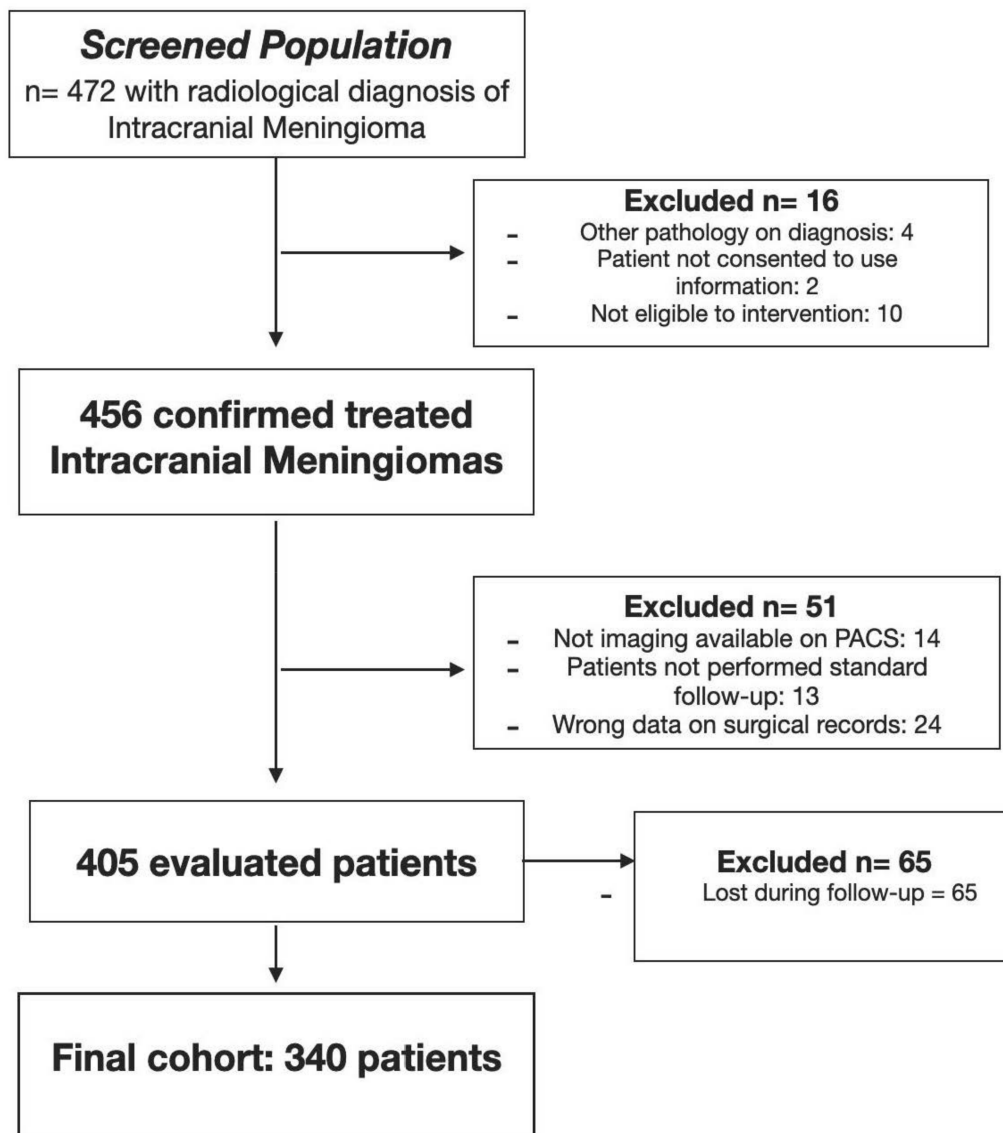 Screened Population
n= 472 with radiological diagnosis of
Intracranial Meningioma
Excluded n= 16
- Other pathology on diagnosis: 4
- Patient not consented to use
information: 2
- Not eligible to intervention: 10
456 confirmed treated
Intracranial Meningiomas
Excluded n= 51
- Not imaging available on PACS: 14
- Patients not performed standard
follow-up: 13
- Wrong data on surgical records: 24
405 evaluated patients
Excluded n= 65
- Lost during follow-up = 65
Final cohort: 340 patients